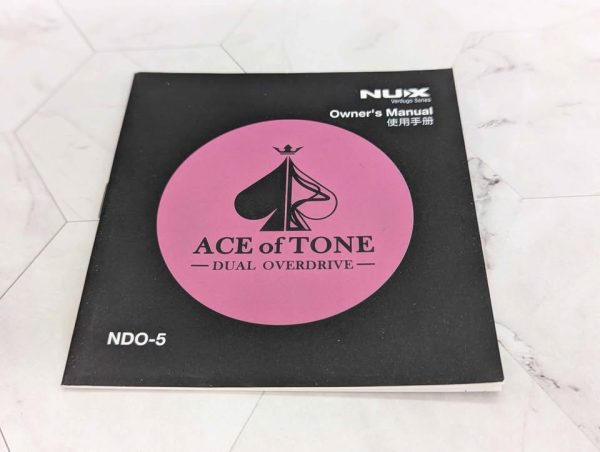 NUX
Verdugo Series
Owner's Manual
使用手册
ACE of TONE
—DUAL OVERDRIVE—
NDO-5